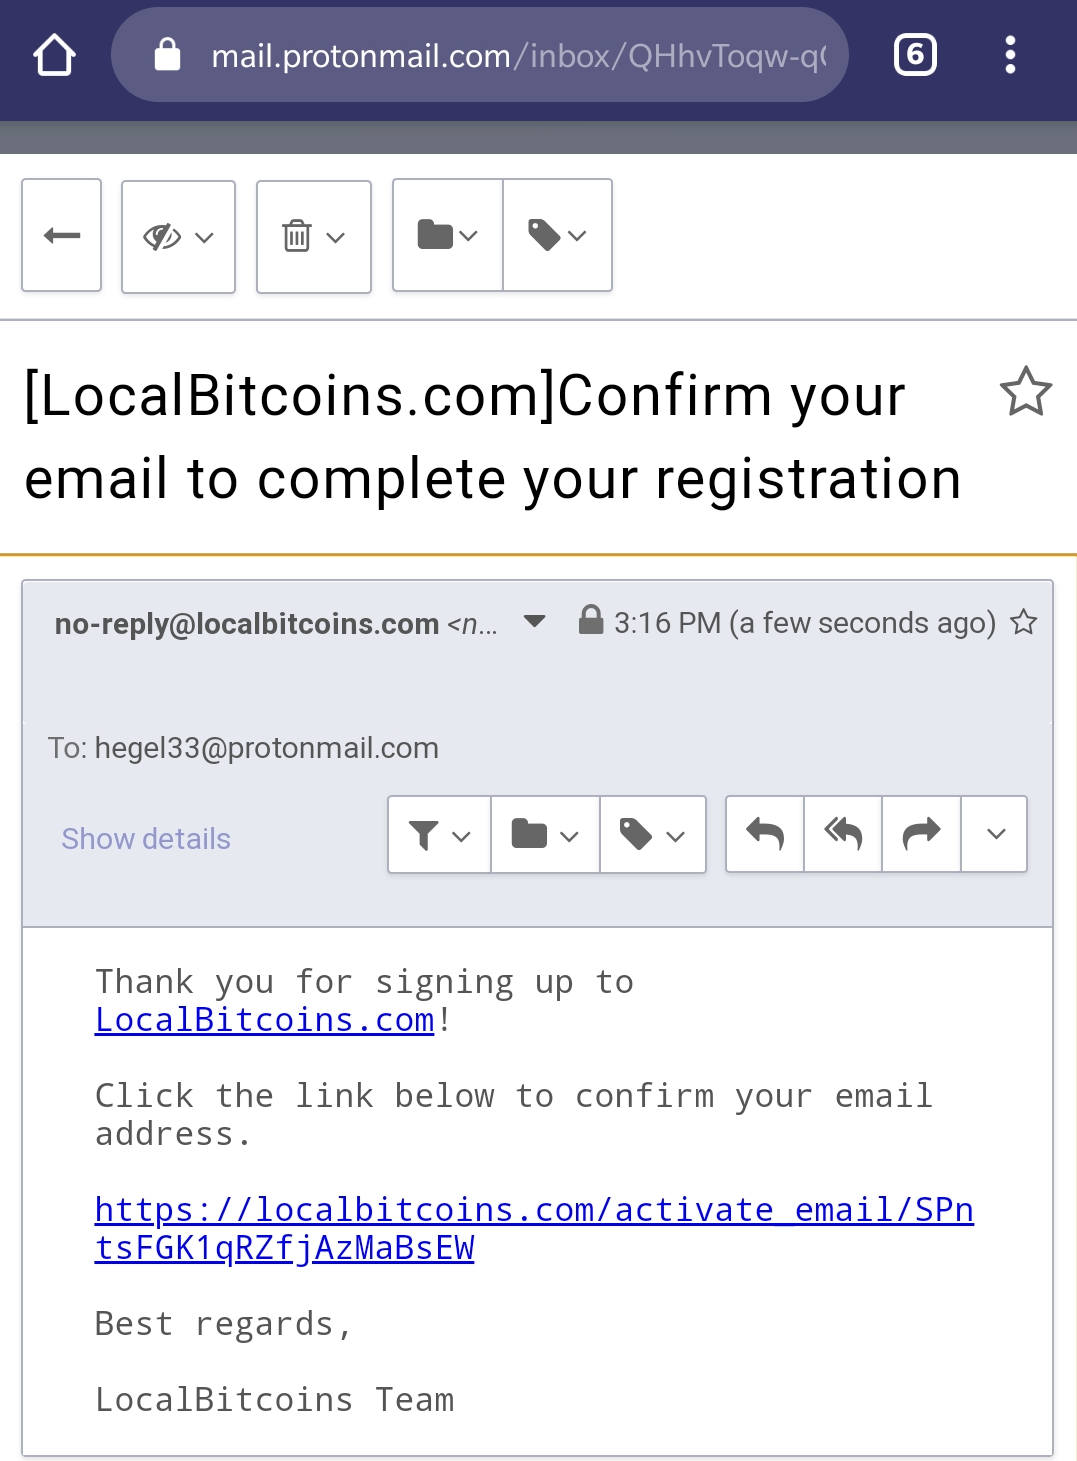 mail.protonmail.com/inbox/QHhvToqw-q
6
[LocalBitcoins.com]Confirm your
email to complete your registration
no-reply@localbitcoins.com <n... 3:16 PM (a few seconds ago)
To: hegel33@protonmail.com
Show details
Thank you for signing up to
LocalBitcoins.com!
Click the link below to confirm your email
address.
https://localbitcoins.com/activate_email/SPn
tsFGK1qRZfjAzMaBsEW
Best regards,
LocalBitcoins Team